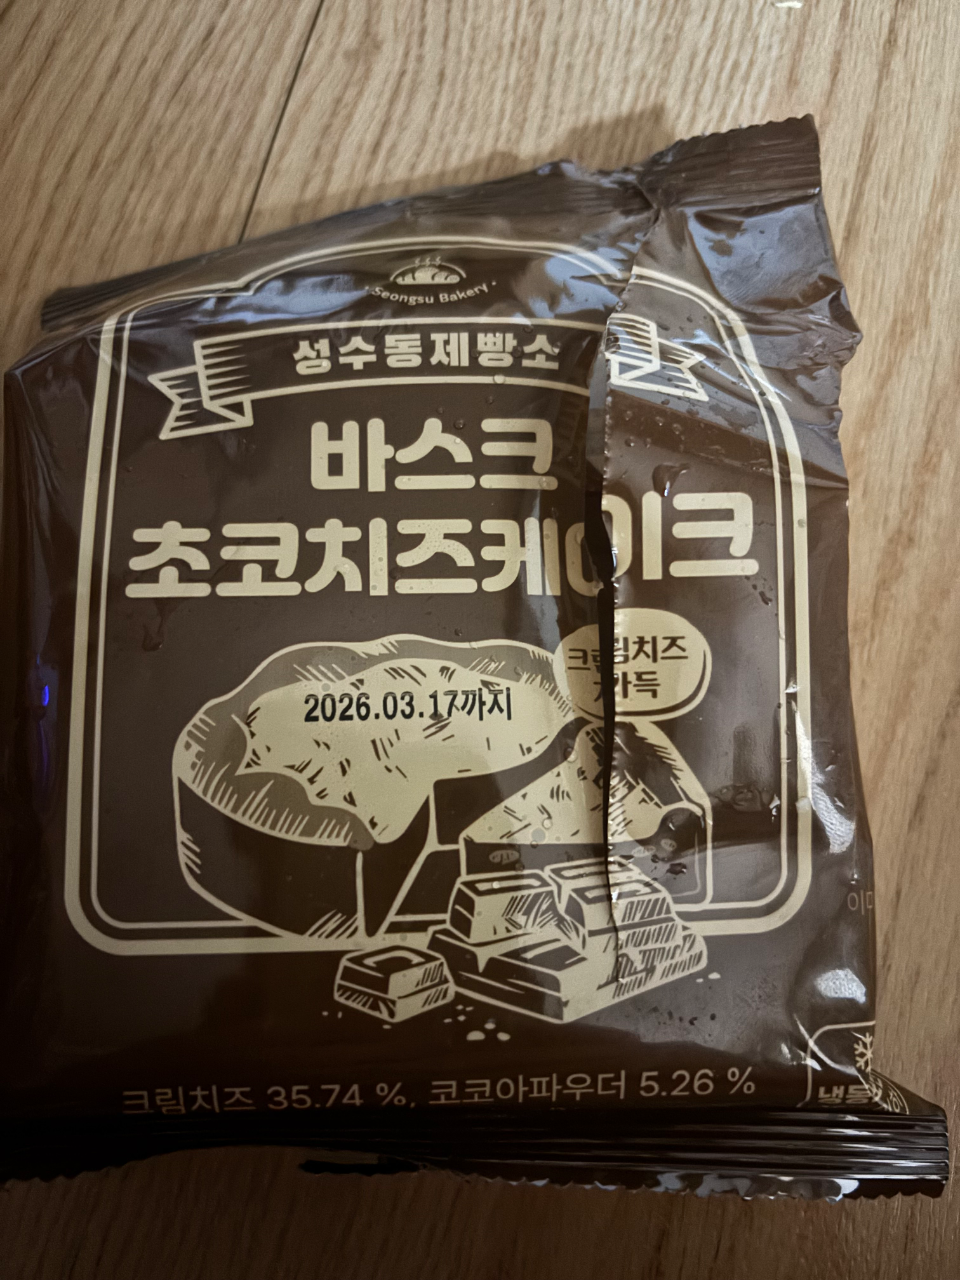 Seongsu Bakery
성수동제빵소
바스크
초코치즈케이크
크림치즈
가득
2026.03.17까지
크림치즈 35.74 %, 코코아파우더 5.26 %
냉동